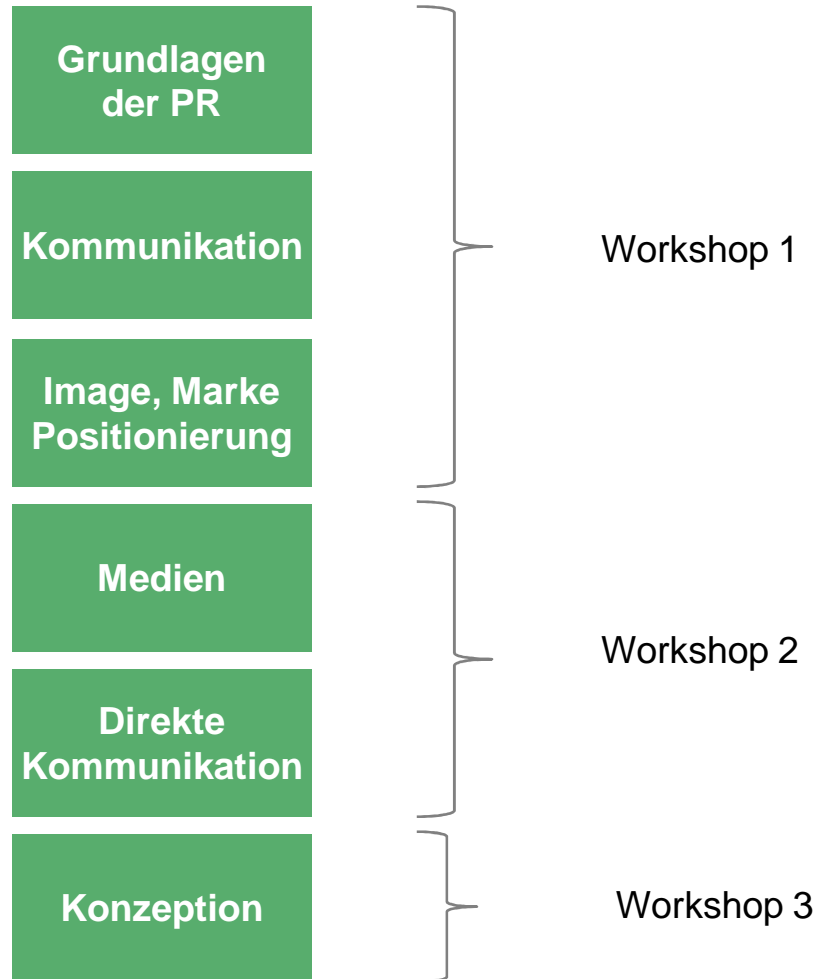 Grundlagen
der PR
Kommunikation
Workshop 1
Image, Marke
Positionierung
Medien
Workshop 2
Direkte
Kommunikation
Konzeption
Workshop 3